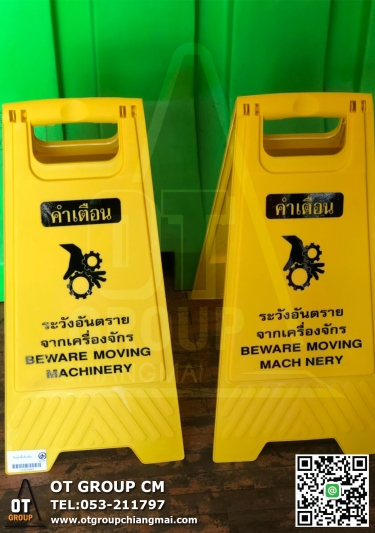 คำเตือน
ระวังอันตราย
จากเครื่องจักร
BEWARE MOVING
MACHINERY
คำเตือน
ระวังอันตราย
จากเครื่องจักร
BEWARE MOVING
MACH NERY
OT
GROUP
CHIANGMAI
OT
GROUP
OT GROUP CM
TEL:053-211797
www.otgroupchiangmai.com